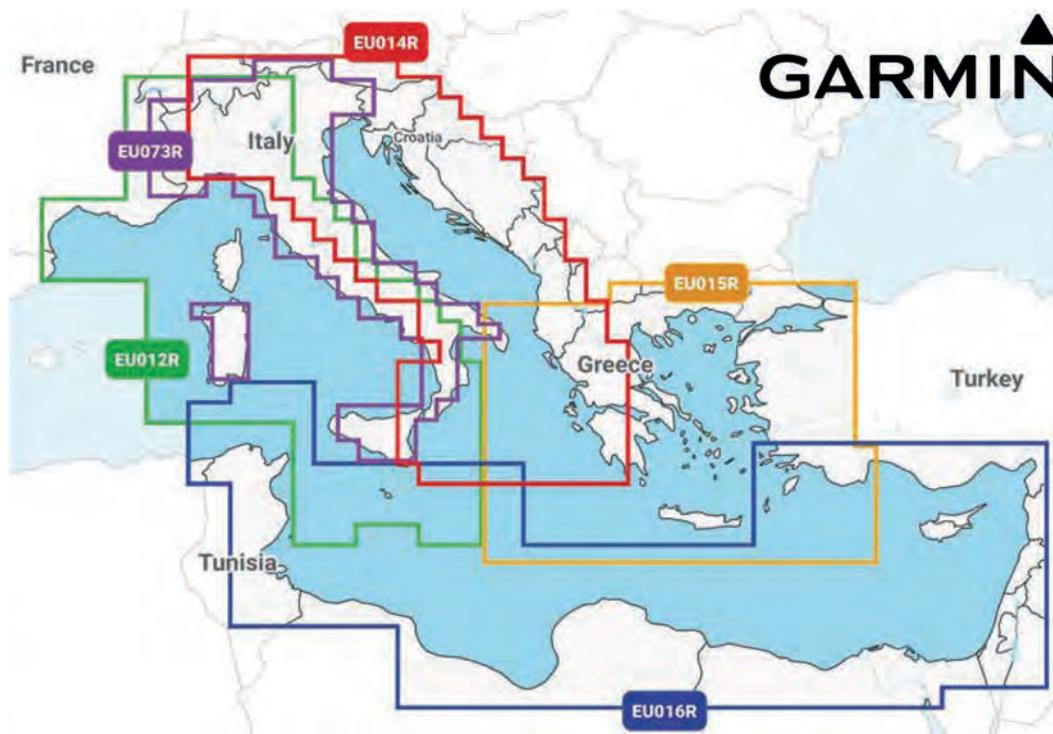 EU014R
France
GARMIN
Italy
Croatia
EU073R
EU015R
EU012R
Greece
Turkey
Tunisia
EU016R